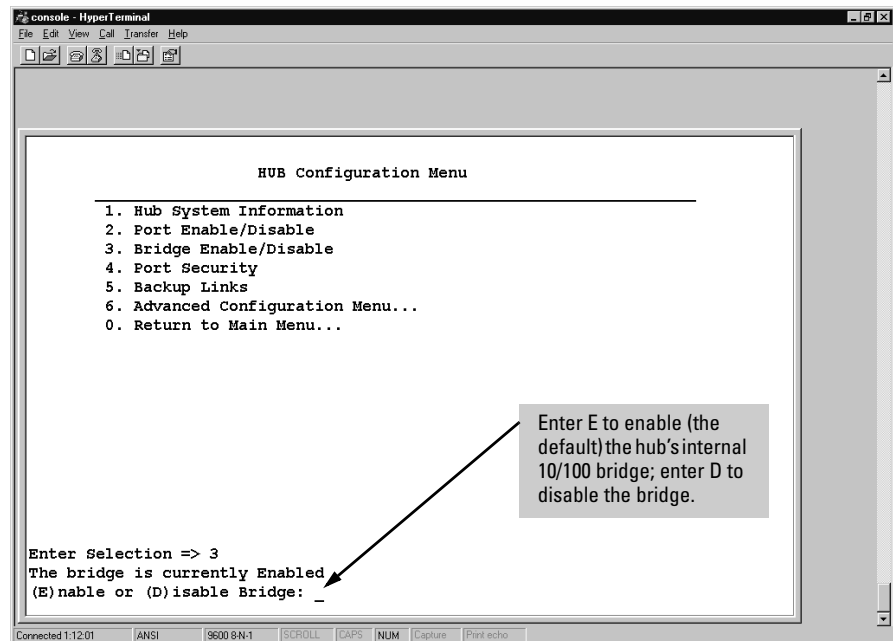 console - HyperTerminal
File Edit View Call Transfer Help
HUB Configuration Menu
1. Hub System Information
2. Port Enable/Disable
3. Bridge Enable/Disable
4. Port Security
5. Backup Links
6. Advanced Configuration Menu...
0. Return to Main Menu...
Enter E to enable (the
default) the hub's internal
10/100 bridge; enter D to
disable the bridge.
Enter Selection => 3
The bridge is currently Enabled
(E)nable or (D)isable Bridge: _
Connected 1:12:01 ANSI 9600 8-N-1 SCROLL CAPS NUM Capture Print echo